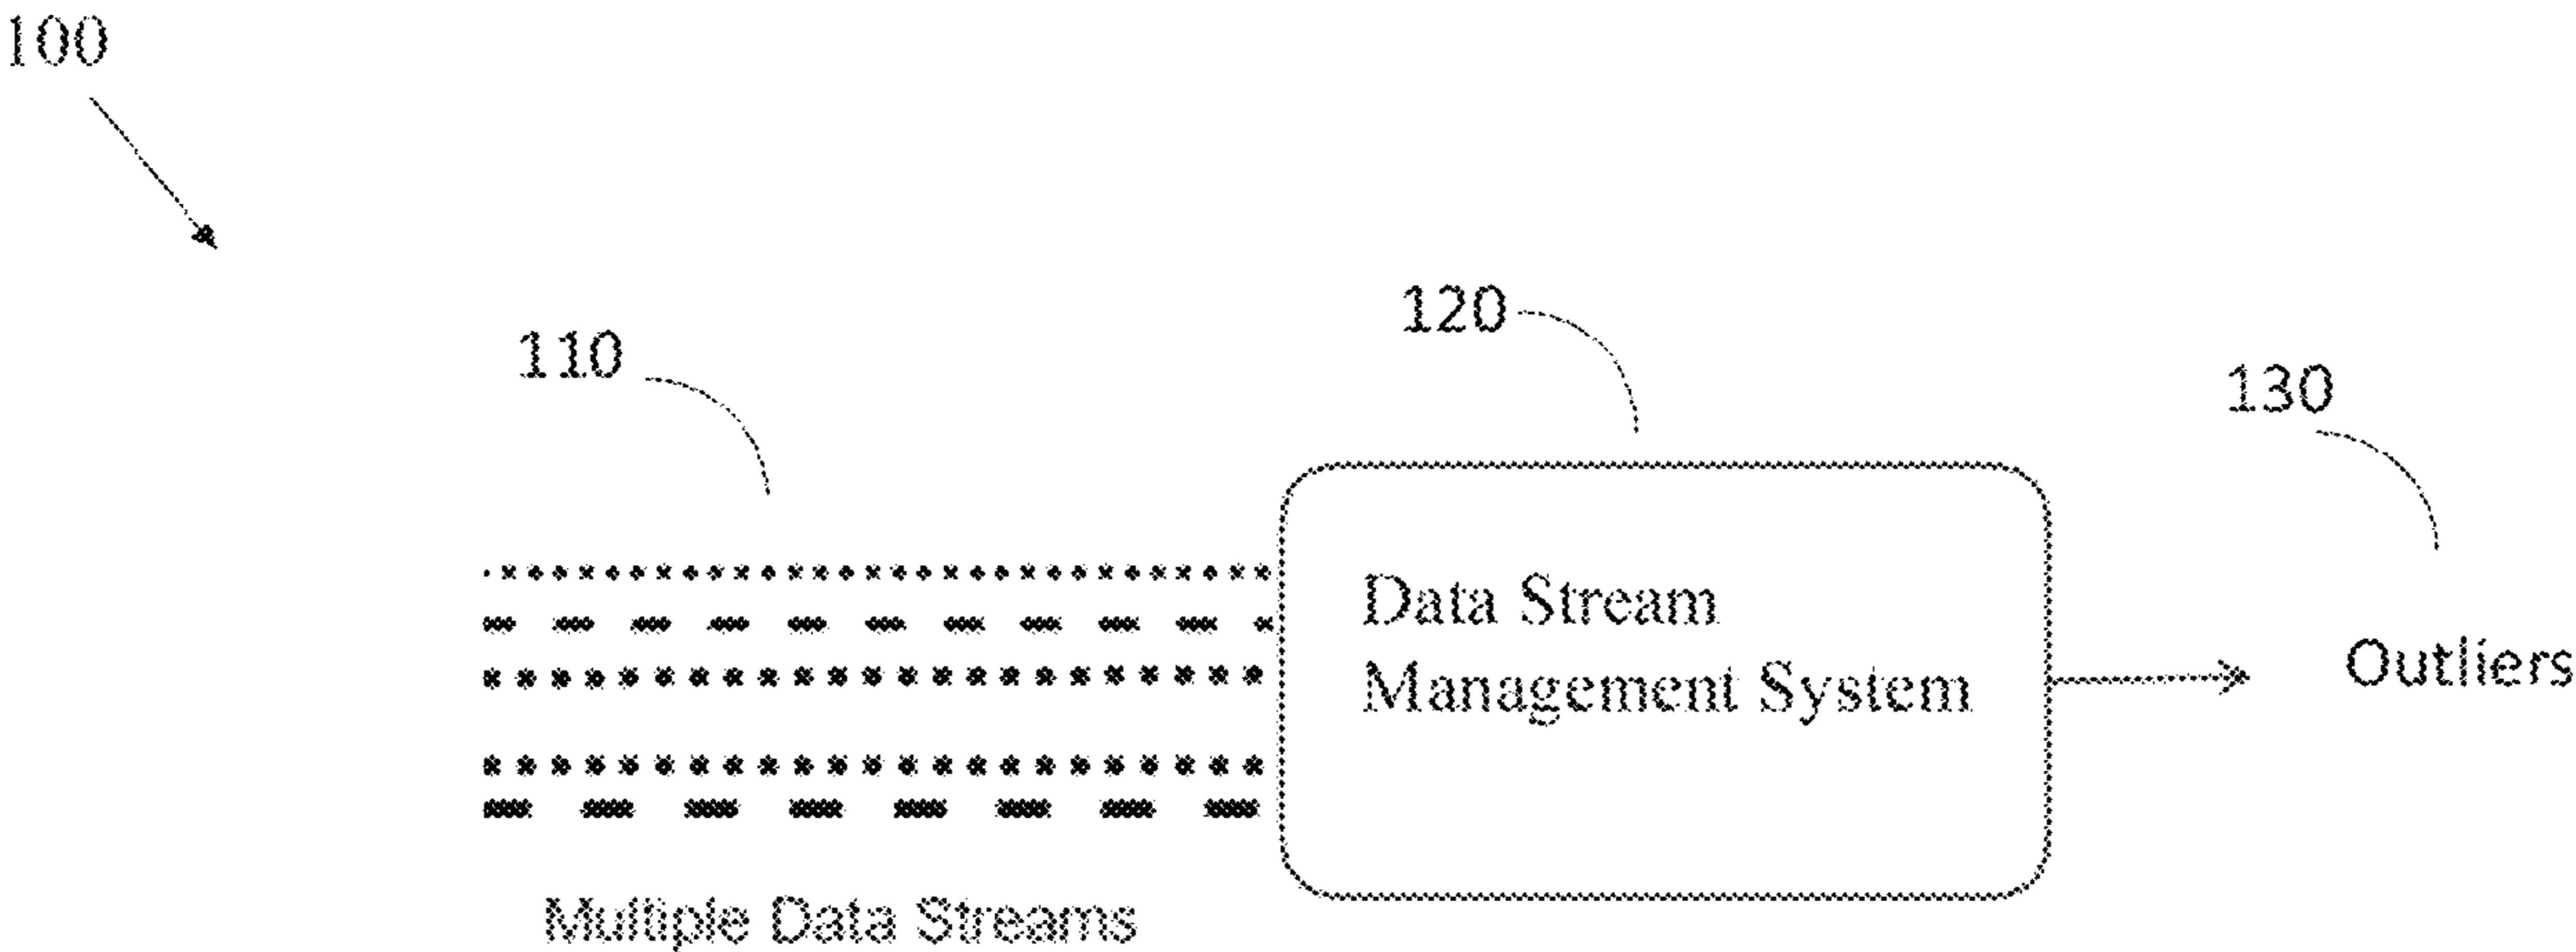 100
120
110
130
Data Stream
Management System
Outliers
Multiple Data Streams